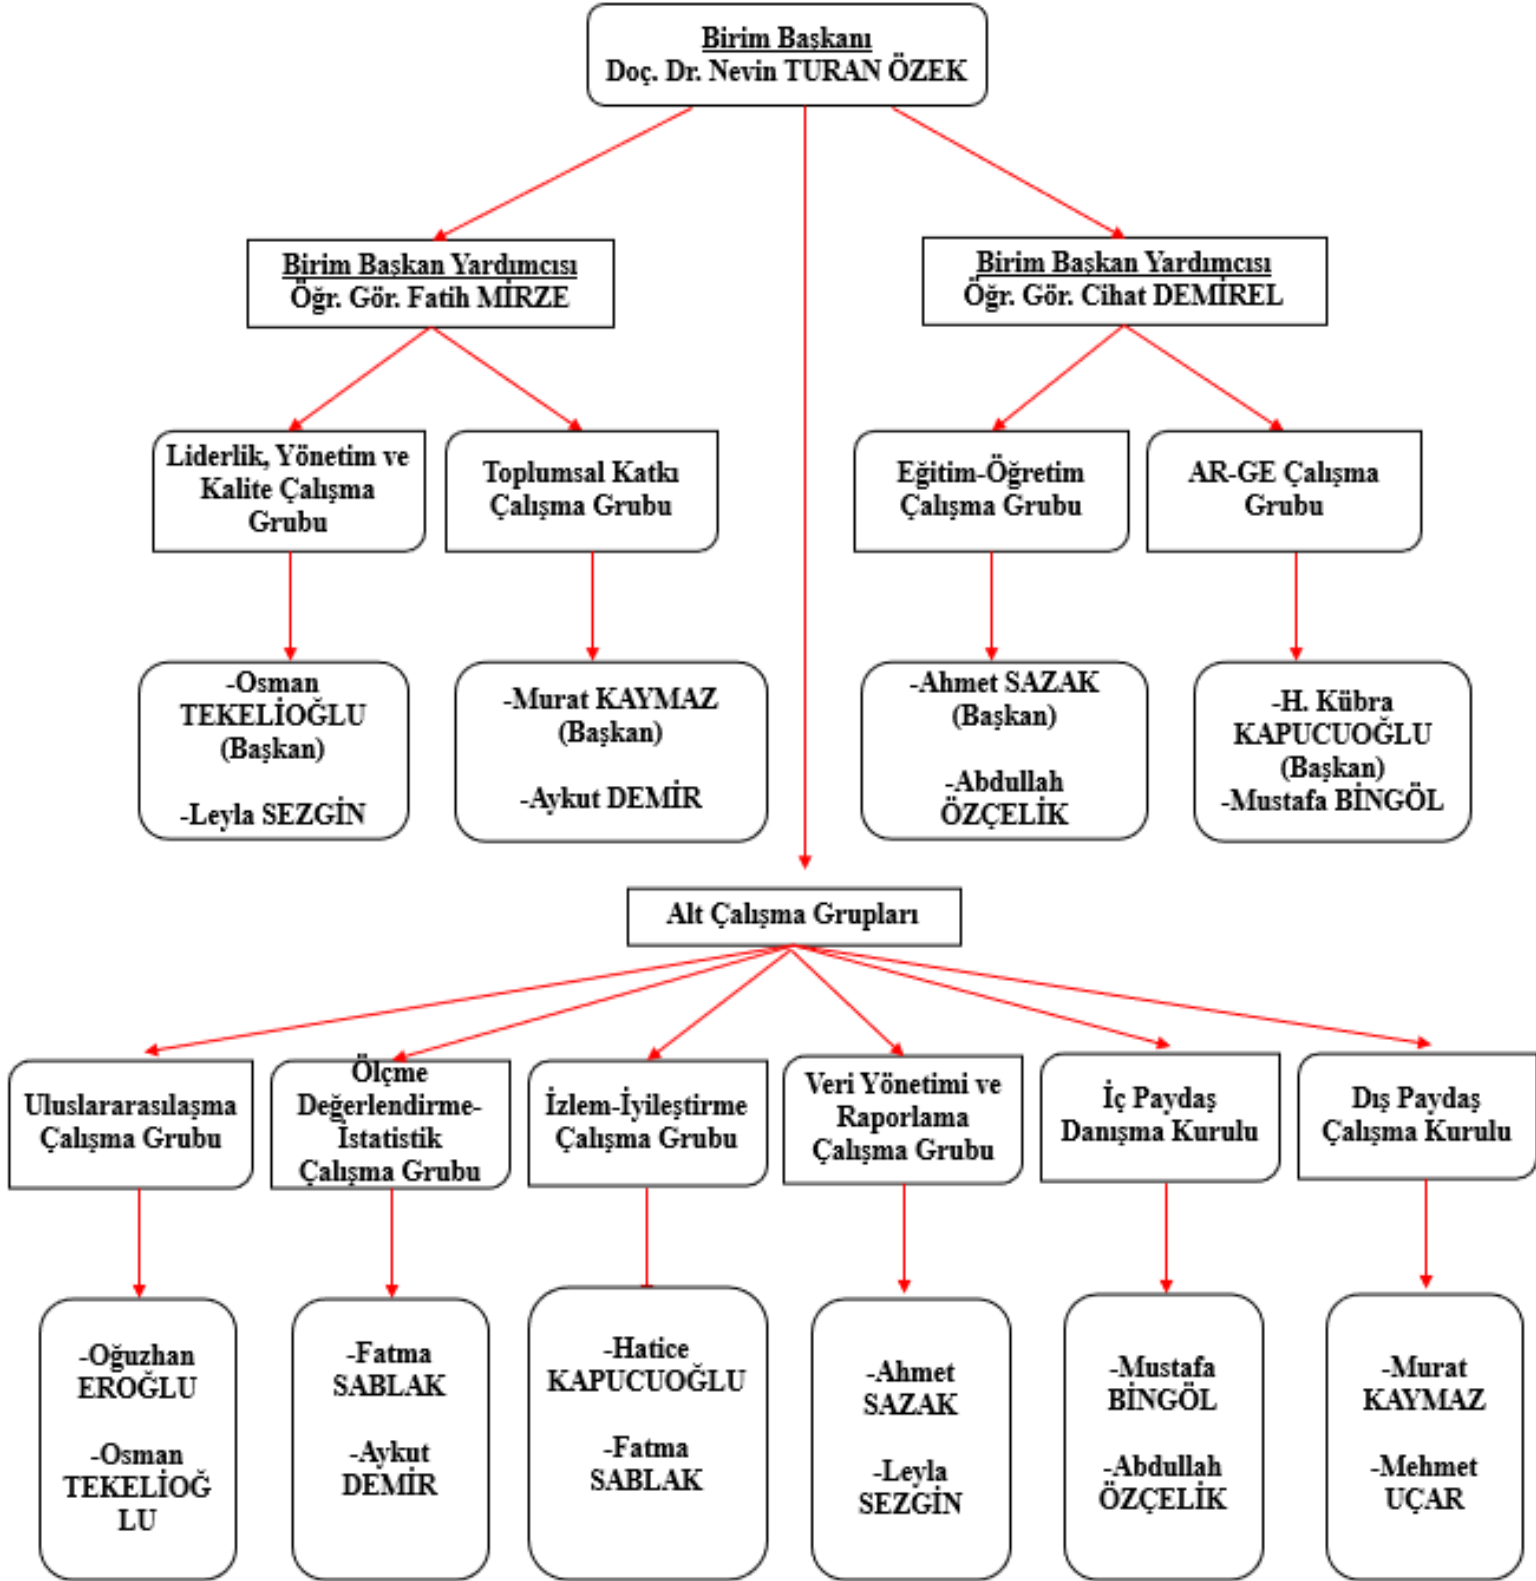 Birim Başkanı
Doç. Dr. Nevin TURAN ÖZEK
Birim Başkan Yardımcısı
Öğr. Gör. Fatih MİRZE
Birim Başkan Yardımcısı
Öğr. Gör. Cihat DEMİREL
Liderlik, Yönetim ve
Kalite Çalışma
Grubu
Toplumsal Katkı
Çalışma Grubu
Eğitim-Öğretim
Çalışma Grubu
AR-GE Çalışma
Grubu
-Osman
TEKELİOĞLU
(Başkan)
-Leyla SEZGİN
-Murat KAYMAZ
(Başkan)
-Aykut DEMİR
-Ahmet SAZAK
(Başkan)
-Abdullah
ÖZÇELİK
-H. Kübra
KAPUCUOĞLU
(Başkan)
-Mustafa BİNGÖL
Alt Çalışma Grupları
Uluslararasılaşma
Çalışma Grubu
Ölçme
Değerlendirme-
İstatistik
Çalışma Grubu
İzlem-İyileştirme
Çalışma Grubu
Veri Yönetimi ve
Raporlama
Çalışma Grubu
İç Paydaş
Danışma Kurulu
Dış Paydaş
Çalışma Kurulu
-Oğuzhan
EROĞLU
-Osman
TEKELİOĞ
LU
-Fatma
SABLAK
-Aykut
DEMİR
-Hatice
KAPUCUOĞLU
-Fatma
SABLAK
-Ahmet
SAZAK
-Leyla
SEZGİN
-Mustafa
BİNGÖL
-Abdullah
ÖZÇELİK
-Murat
KAYMAZ
-Mehmet
UÇAR